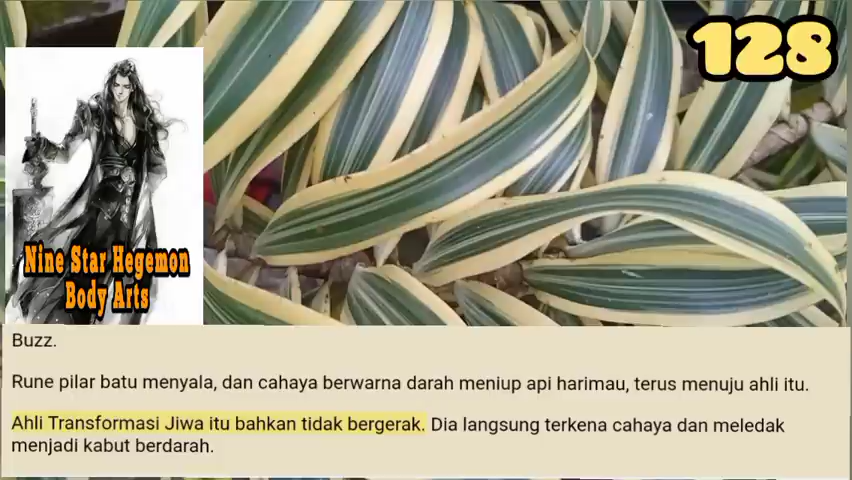 128
Nine Star Hegemon
Body Arts
Buzz.
Rune pilar batu menyala, dan cahaya berwarna darah meniup api harimau, terus menuju ahli itu.
Ahli Transformasi Jiwa itu bahkan tidak bergerak. Dia langsung terkena cahaya dan meledak
menjadi kabut berdarah.